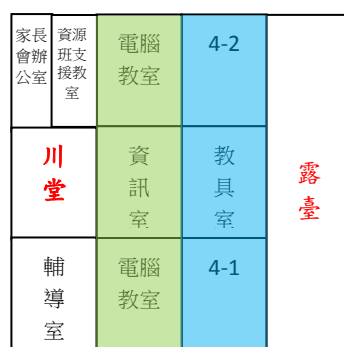 家長
會辦
公室
資源
班支
援教
室
電腦
教室
4-2
川
堂
資
訊
室
教
具
室
露
臺
輔
導
室
電腦
教室
4-1